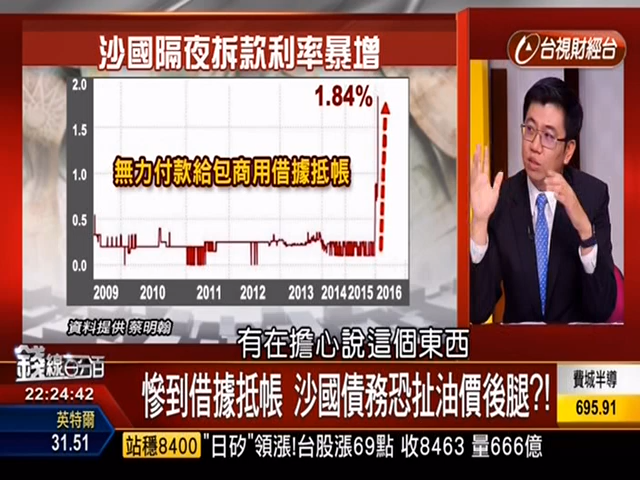 沙國隔夜拆款利率暴增
台視財經台
2.0
1.84%
1.5
1.0
無力付款給包商用借據抵帳
0.5
0.0
2009 2010 2011 2012 2013 2014 2015 2016
資料提供 蔡明翰
有在擔心說這個東西
錢線百分百
22:24:42
慘到借據抵帳 沙國債務恐扯油價後腿?!
費城半導
695.91
英特爾
31.51
站穩8400 "日矽"領漲!台股漲69點 收8463 量666億